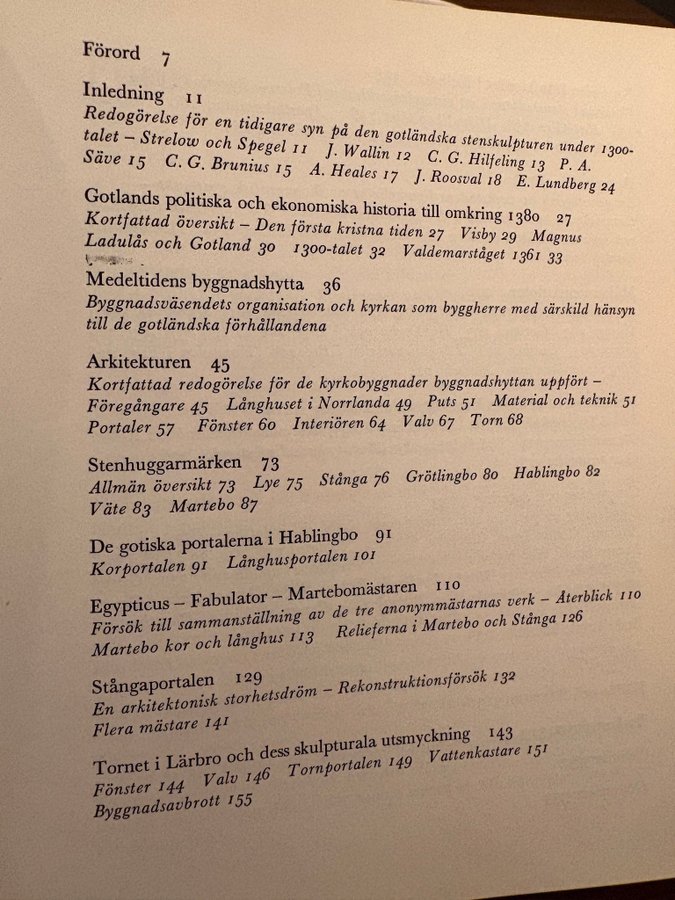 Förord 7
Inledning 11
Redogörelse för en tidigare syn på den gotländska stenskulpturen under 1300-
talet – Strelow och Spegel 11 J. Wallin 12 C. G. Hilfeling 13 P. A.
Säve 15 C. G. Brunius 15 A. Heales 17 J. Roosval 18 E. Lundberg 24
Gotlands politiska och ekonomiska historia till omkring 1380 27
Kortfattad översikt – Den första kristna tiden 27 Visby 29 Magnus
Ladulås och Gotland 30 1300-talet 32 Valdemarståget 1361 33
Medeltidens byggnadshytta 36
Byggnadsväsendets organisation och kyrkan som byggherre med särskild hänsyn
till de gotländska förhållandena
Arkitekturen 45
Kortfattad redogörelse för de kyrkobyggnader byggnadshyttan uppfört –
Föregångare 45 Långhuset i Norrlanda 49 Puts 51 Material och teknik 51
Portaler 57 Fönster 60 Interiören 64 Valv 67 Torn 68
Stenhuggarmärken 73
Allmän översikt 73 Lye 75 Stånga 76 Grötlingbo 80 Hablingbo 82
Väte 83 Martebo 87
De gotiska portalerna i Hablingbo 91
Korportalen 91 Långhusportalen 101
Egypticus – Fabulator – Martebomästaren 110
Försök till sammanställning av de tre anonymmästarnas verk – Återblick 110
Martebo kor och långhus 113 Relieferna i Martebo och Stånga 126
Stångaportalen 129
En arkitektonisk storhetsdröm – Rekonstruktionsförsök 132
Flera mästare 141
Tornet i Lärbro och dess skulpturala utsmyckning 143
Fönster 144 Valv 146 Tornportalen 149 Vattenkastare 151
Byggnadsavbrott 155